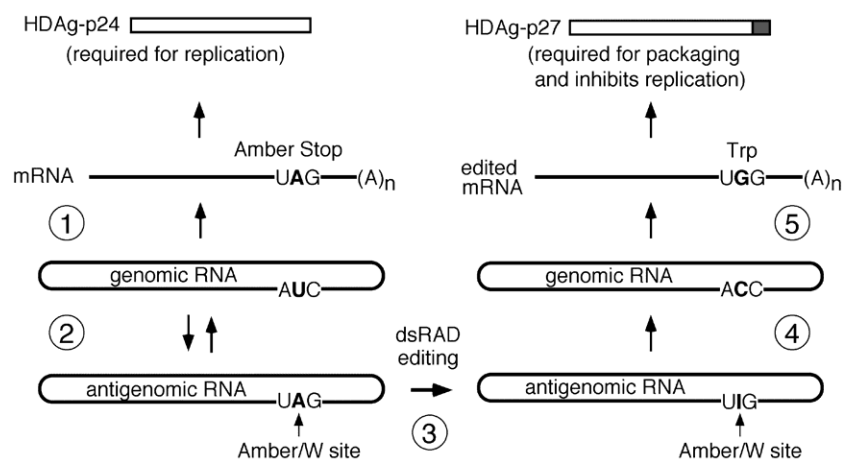 HDAg-p24
(required for replication)
HDAg-p27
(required for packaging
and inhibits replication)
Amber Stop
mRNA
UAG
(A)n
Trp
edited
mRNA
UGG
(A)n
1
5
genomic RNA
AUC
genomic RNA
ACC
2
dsRAD
editing
4
antigenomic RNA
UAG
antigenomic RNA
UIG
3
Amber/W site
Amber/W site